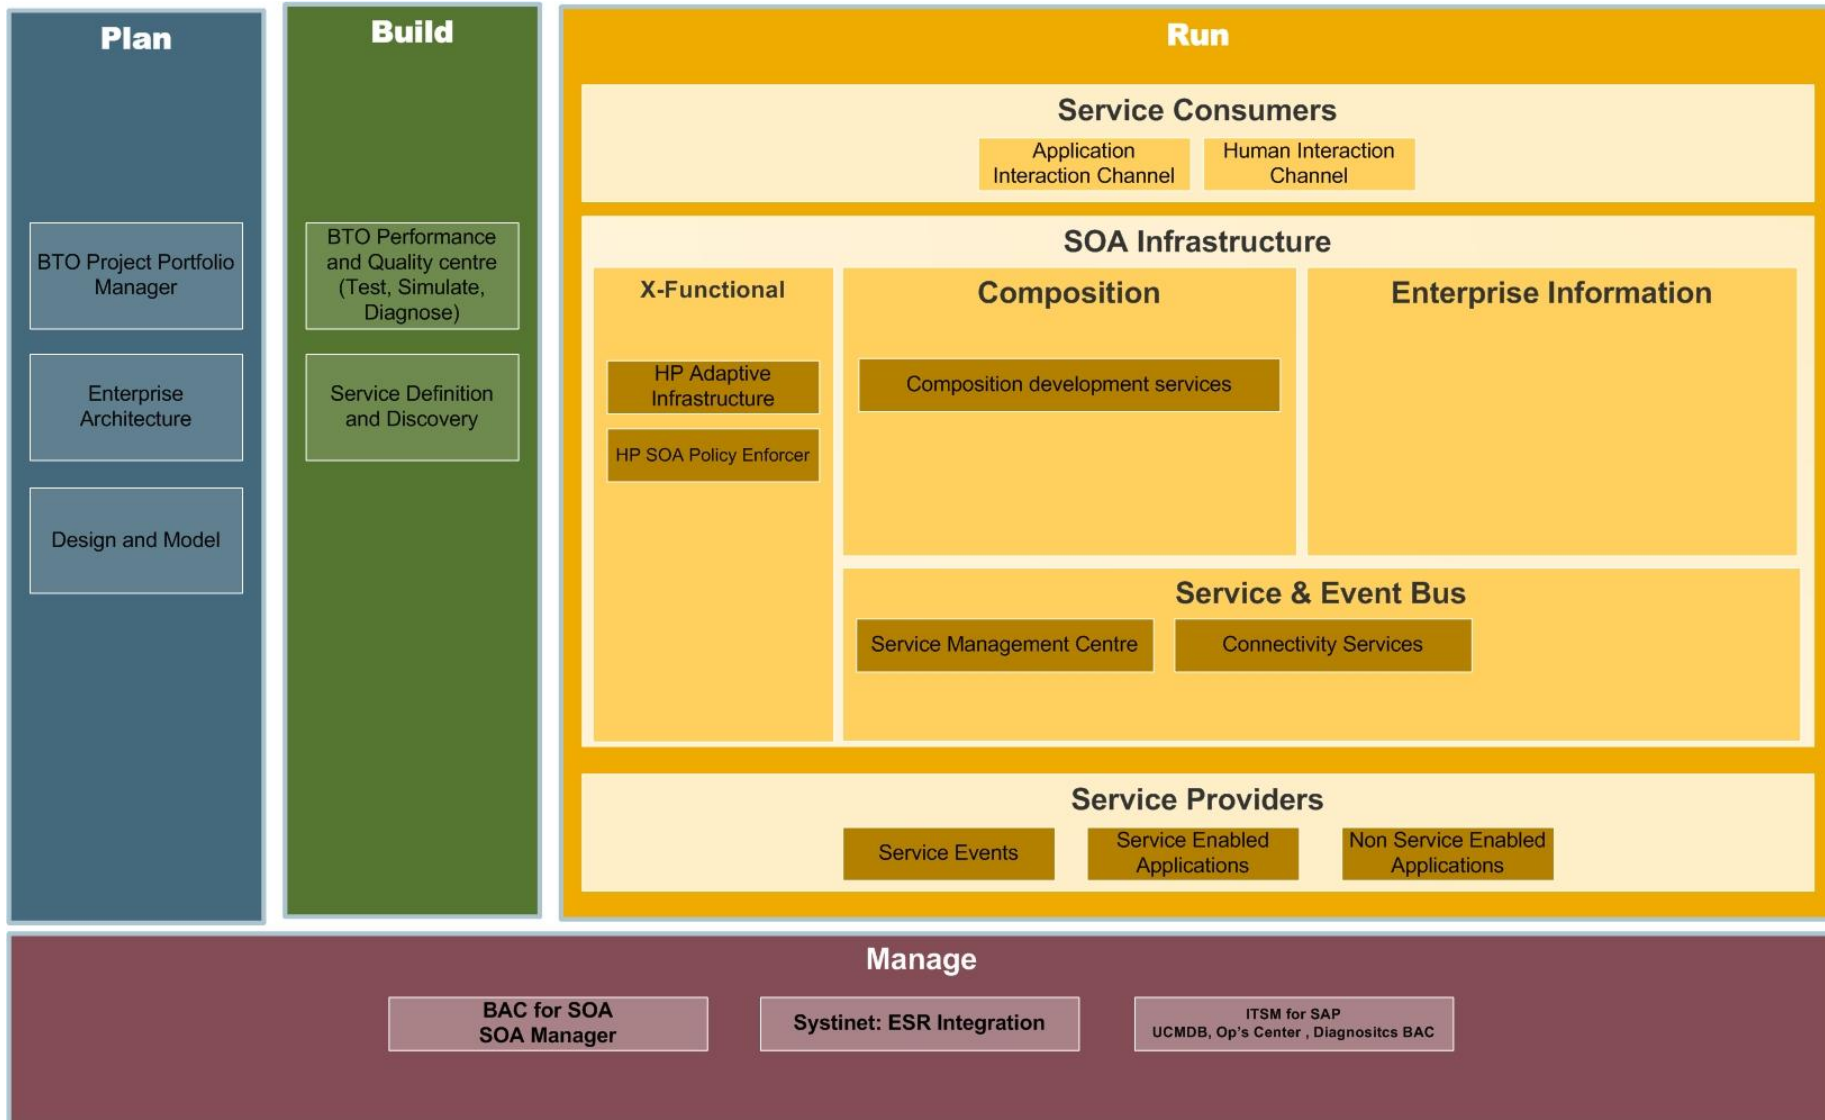 Plan
BTO Project Portfolio
Manager
Enterprise
Architecture
Design and Model
Build
BTO Performance
and Quality centre
(Test, Simulate,
Diagnose)
Service Definition
and Discovery
Run
Service Consumers
Application
Interaction Channel
Human Interaction
Channel
SOA Infrastructure
X-Functional
HP Adaptive
Infrastructure
HP SOA Policy Enforcer
Composition
Composition development services
Enterprise Information
Service & Event Bus
Service Management Centre
Connectivity Services
Service Providers
Service Events
Service Enabled
Applications
Non Service Enabled
Applications
Manage
BAC for SOA
SOA Manager
Systinet: ESR Integration
ITSM for SAP
UCMDB, Op's Center , Diagnositcs BAC